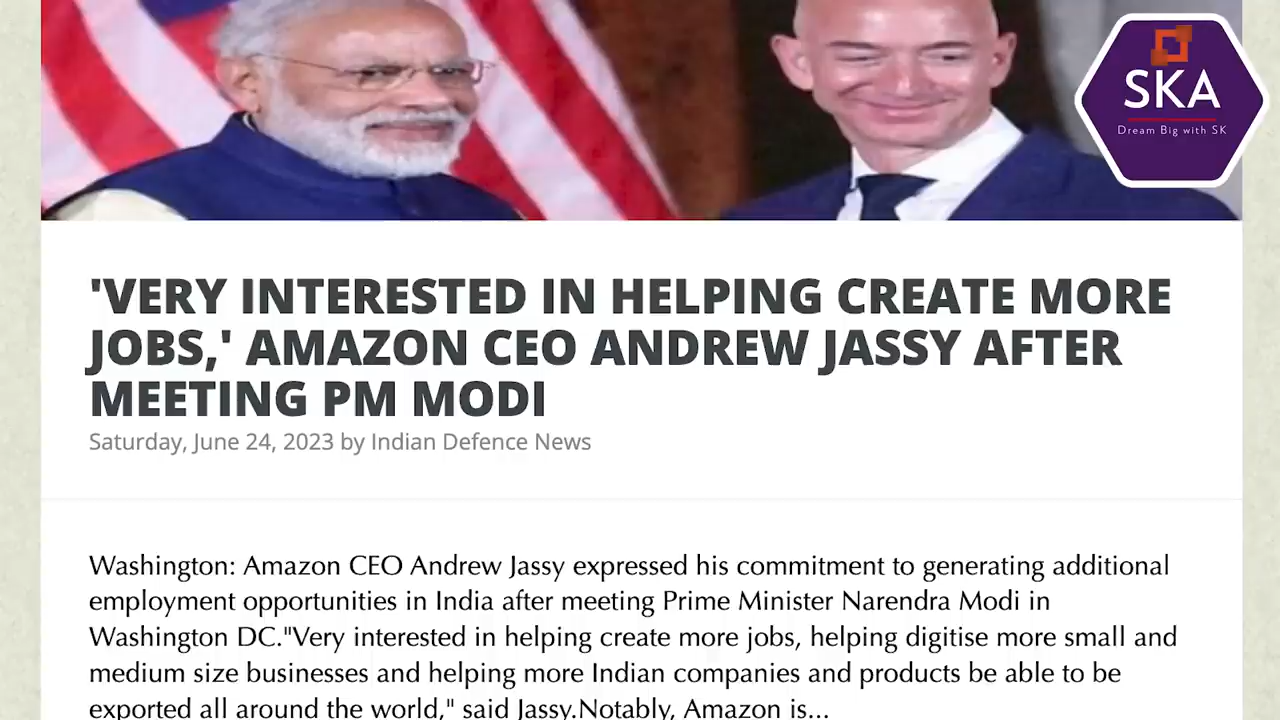 SKA
Dream Big with SK
'VERY INTERESTED IN HELPING CREATE MORE
JOBS,' AMAZON CEO ANDREW JASSY AFTER
MEETING PM MODI
Saturday, June 24, 2023 by Indian Defence News
Washington: Amazon CEO Andrew Jassy expressed his commitment to generating additional
employment opportunities in India after meeting Prime Minister Narendra Modi in
Washington DC."Very interested in helping create more jobs, helping digitise more small and
medium size businesses and helping more Indian companies and products be able to be
exported all around the world," said Jassy.Notably, Amazon is...